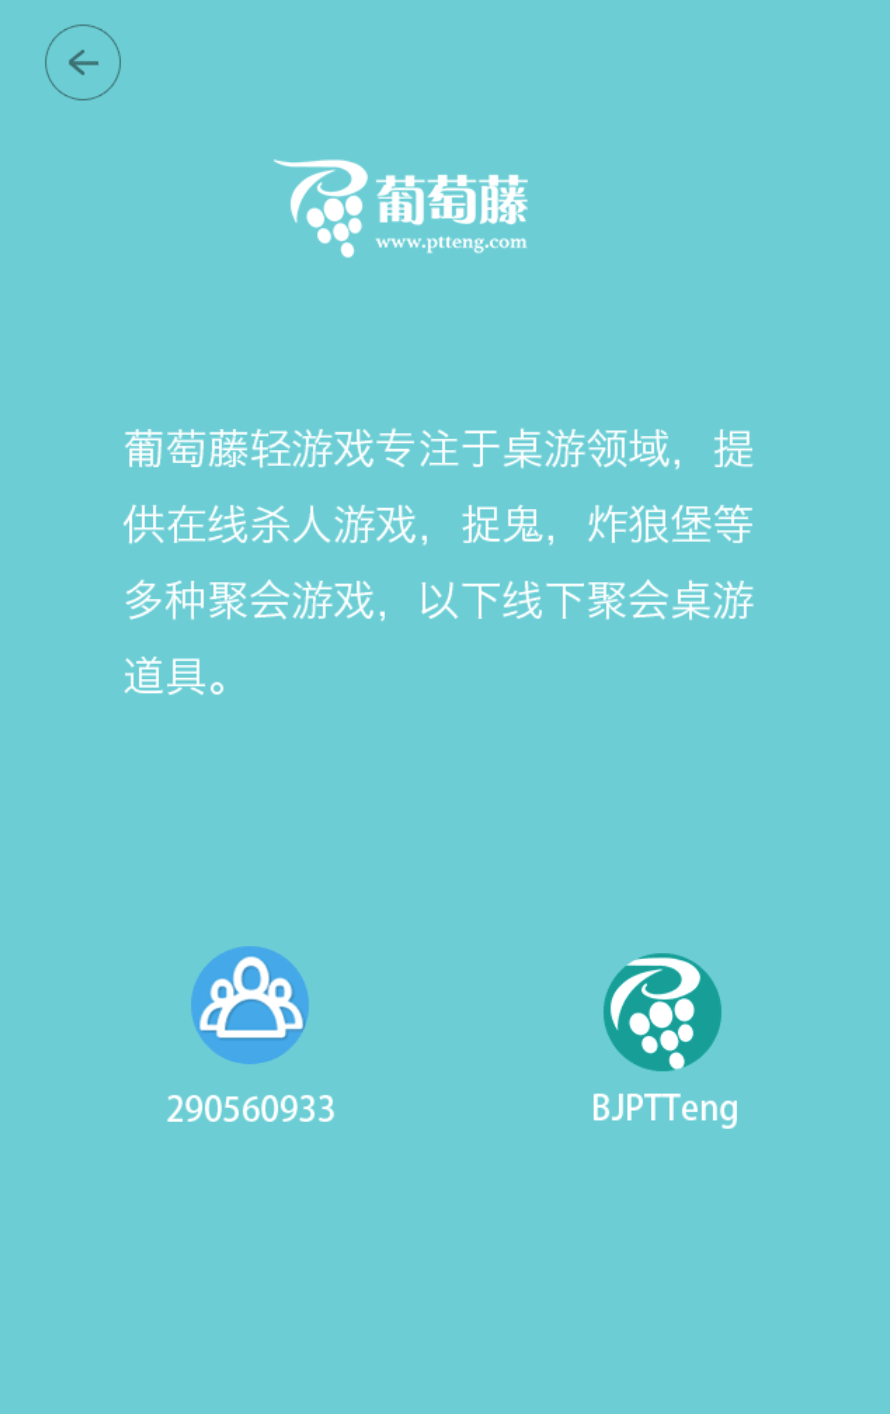 葡萄藤
www.ptteng.com
葡萄藤轻游戏专注于桌游领域，提
供在线杀人游戏，捉鬼，炸狼堡等
多种聚会游戏，以下线下聚会桌游
道具。
290560933
BJPTTeng